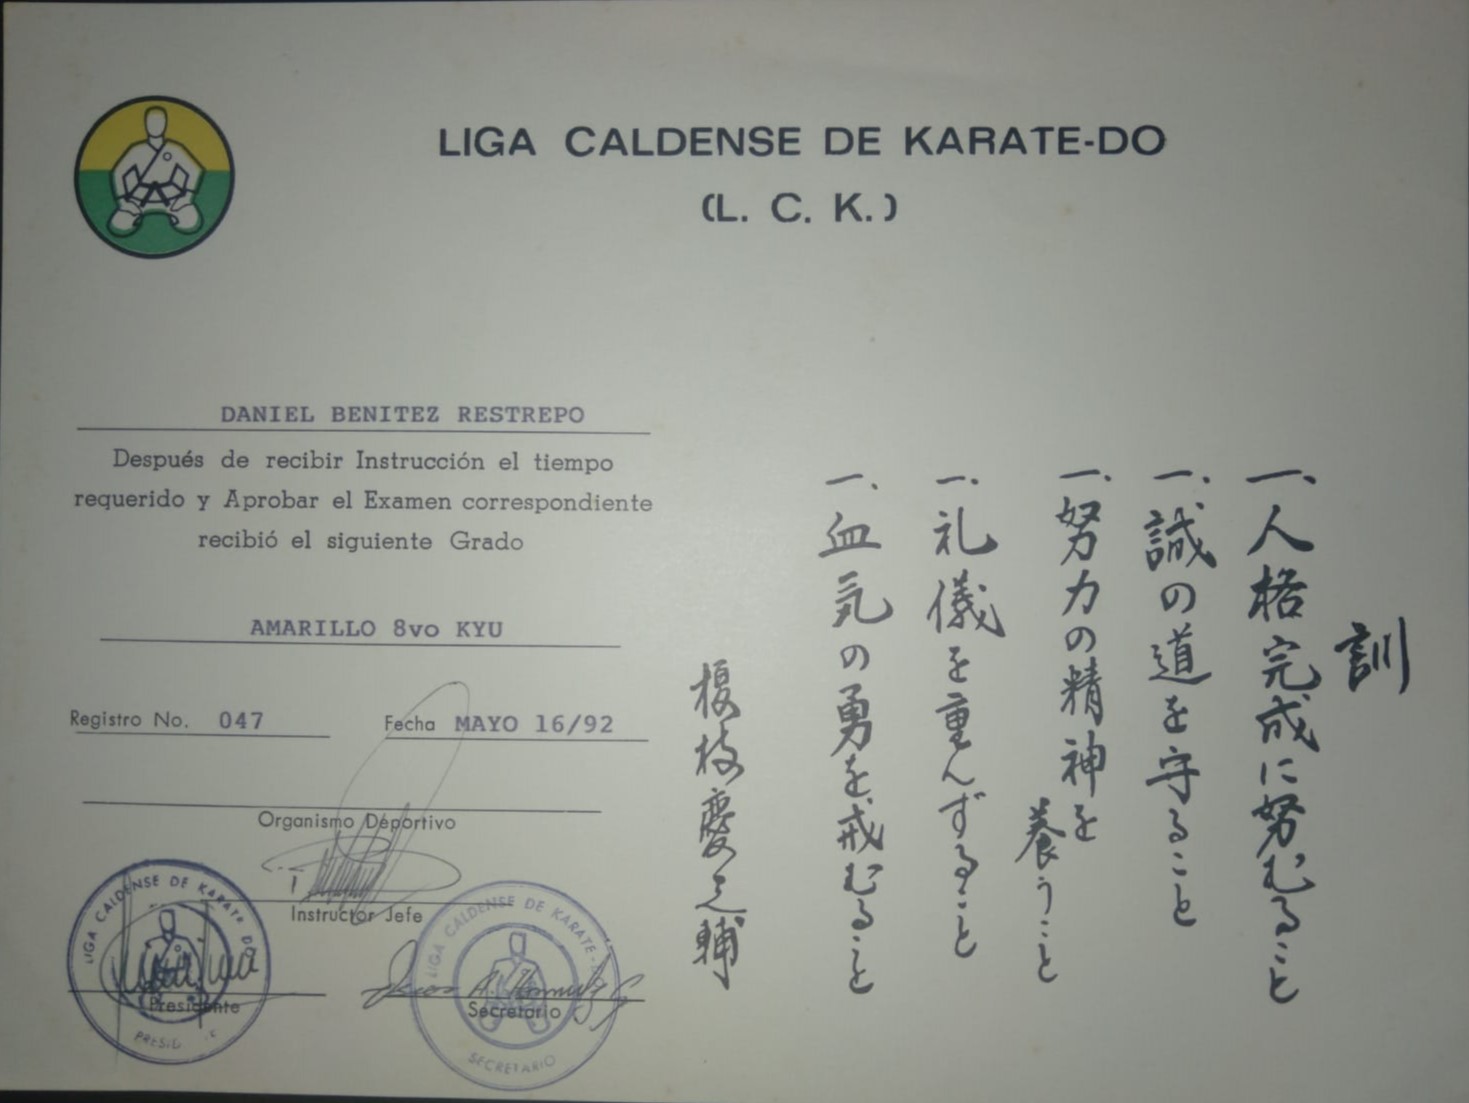 LIGA CALDENSE DE KARATE-DO
(L. C. K.)
DANIEL BENITEZ RESTREPO
Después de recibir Instrucción el tiempo
requerido y Aprobar el Examen correspondiente
recibió el siguiente Grado
AMARILLO 8vo KYU
Registro No. 047
Fecha MAYO 16/92
Organismo Deportivo
Instructor Jefe
Presidente
Secretario
LIGA CALDENSE DE KARATE DO
LIGA CALDENSE DE KARATE-
SECRETARIO
訓
一、人格完成に努むること
一、誠の道を守ること
一、努力の精神を
養うこと
一、礼儀を重んずること
一、血気の勇を戒むること
榎枝慶之輔